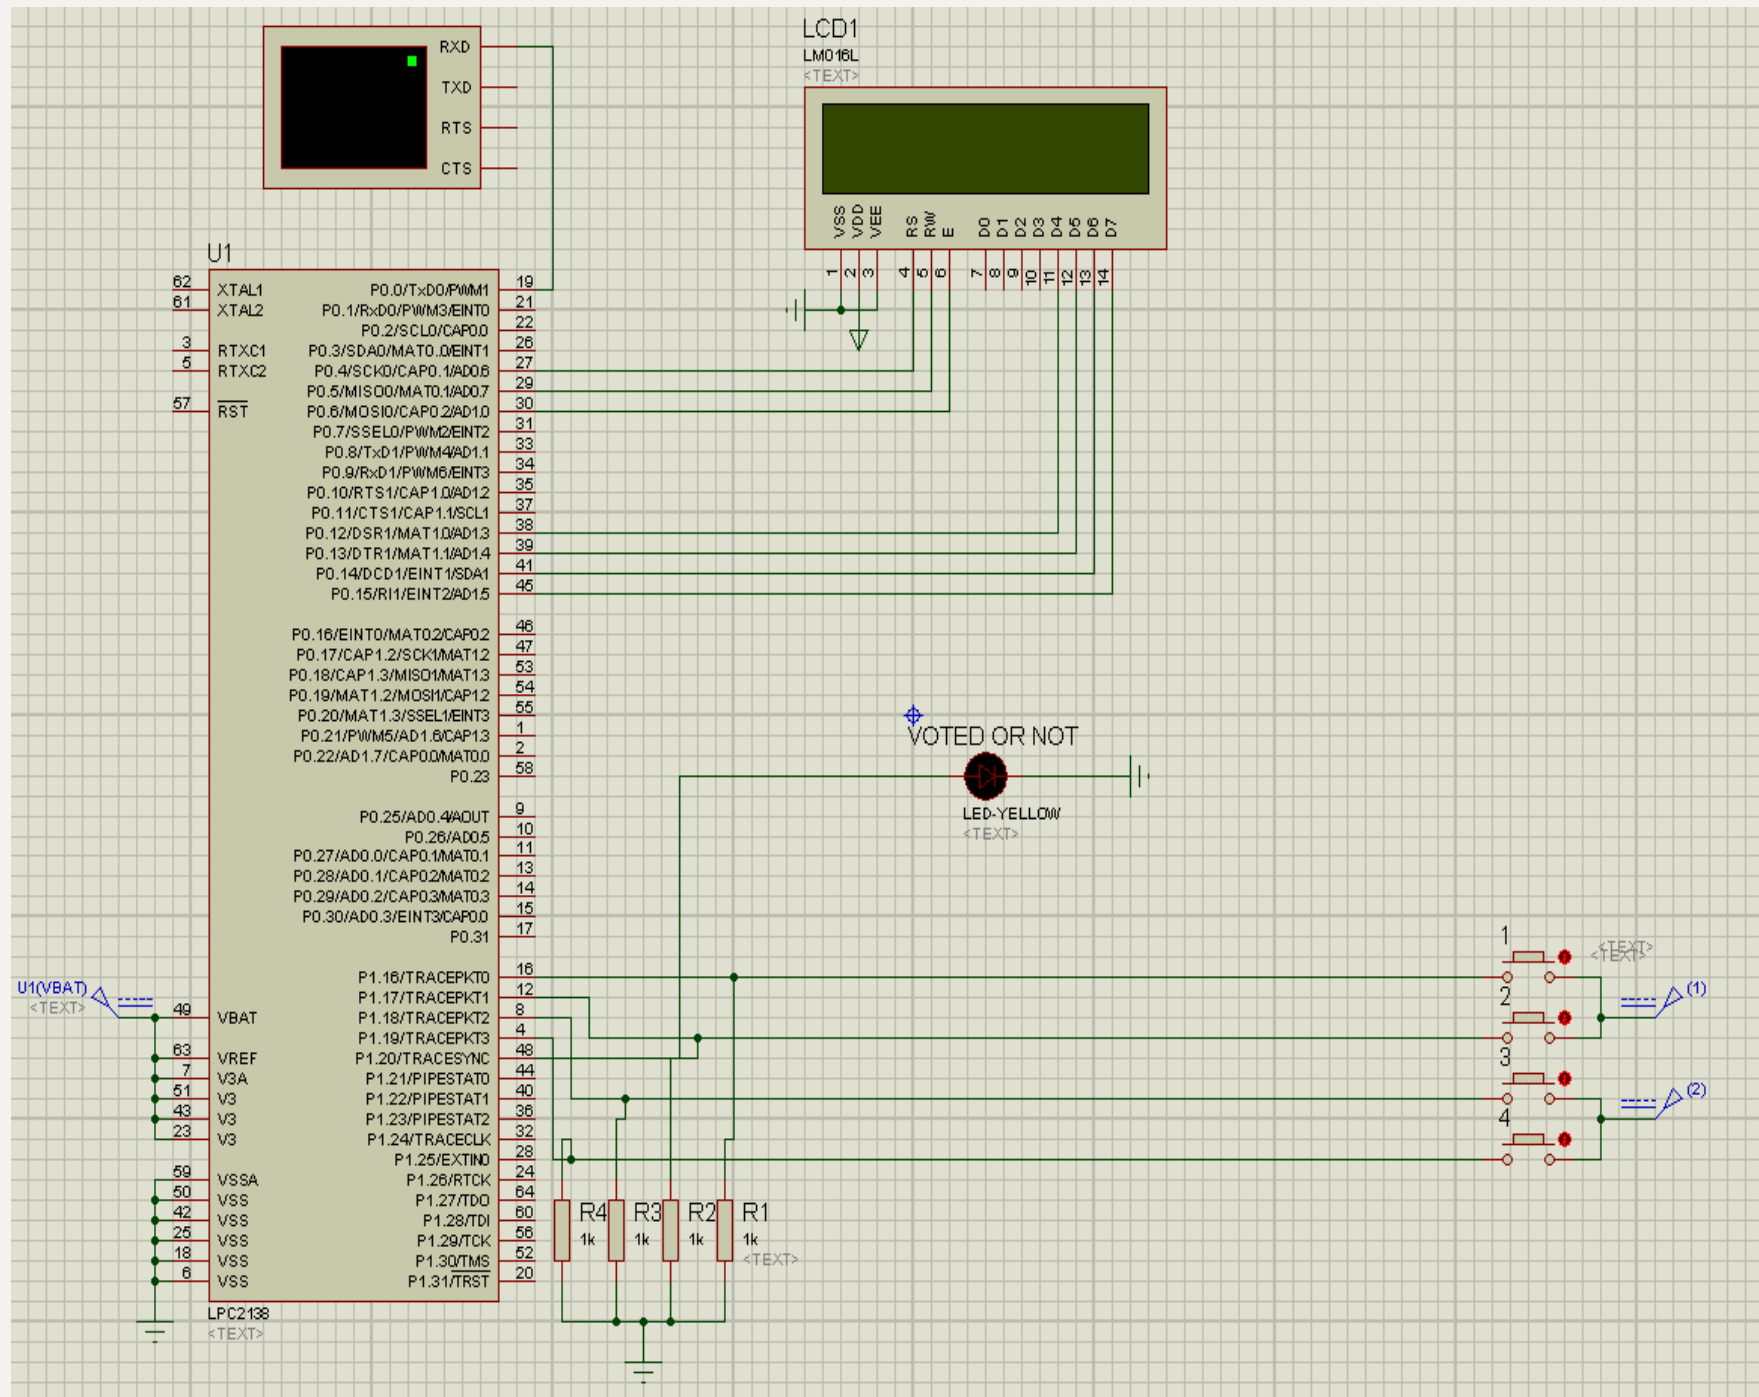 RXD
TXD
RTS
CTS
LCD1
LM016L
<TEXT>
VSS
VDD
VEE
RS
RW
E
D0
D1
D2
D3
D4
D5
D6
D7
1
2
3
4
5
6
7
8
9
10
11
12
13
14
U1
62 XTAL1 P0.0/TxD0/PWM1 19
61 XTAL2 P0.1/RxD0/PWM3/EINT0 21
P0.2/SCL0/CAP0.0 22
3 RTXC1 P0.3/SDA0/MAT0.0/EINT1 26
5 RTXC2 P0.4/SCK0/CAP0.1/AD0.6 27
P0.5/MISO0/MAT0.1/AD0.7 29
57 RST P0.6/MOSI0/CAP0.2/AD1.0 30
P0.7/SSEL0/PWM2/EINT2 31
P0.8/TxD1/PWM4/AD1.1 33
P0.9/RxD1/PWM6/EINT3 34
P0.10/RTS1/CAP1.0/AD1.2 35
P0.11/CTS1/CAP1.1/SCL1 37
P0.12/DSR1/MAT1.0/AD1.3 38
P0.13/DTR1/MAT1.1/AD1.4 39
P0.14/DCD1/EINT1/SDA1 41
P0.15/RI1/EINT2/AD1.5 45
P0.16/EINT0/MAT0.2/CAP0.2 46
P0.17/CAP1.2/SCK1/MAT1.2 47
P0.18/CAP1.3/MISO1/MAT1.3 53
P0.19/MAT1.2/MOSI1/CAP1.2 54
P0.20/MAT1.3/SSEL1/EINT3 55
P0.21/PWM5/AD1.6/CAP1.3 1
P0.22/AD1.7/CAP0.0/MAT0.0 2
P0.23 58
P0.25/AD0.4/AOUT 9
P0.26/AD0.5 10
P0.27/AD0.0/CAP0.1/MAT0.1 11
P0.28/AD0.1/CAP0.2/MAT0.2 13
P0.29/AD0.2/CAP0.3/MAT0.3 14
P0.30/AD0.3/EINT3/CAP0.0 15
P0.31 17
P1.16/TRACEPKT0 16
P1.17/TRACEPKT1 12
49 VBAT P1.18/TRACEPKT2 8
P1.19/TRACEPKT3 4
63 VREF P1.20/TRACESYNC 48
7 V3A P1.21/PIPESTAT0 44
51 V3 P1.22/PIPESTAT1 40
43 V3 P1.23/PIPESTAT2 36
23 V3 P1.24/TRACECLK 32
P1.25/EXTIN0 28
59 VSSA P1.26/RTCK 24
50 VSS P1.27/TDO 64
42 VSS P1.28/TDI 60
25 VSS P1.29/TCK 56
18 VSS P1.30/TMS 52
6 VSS P1.31/TRST 20
LPC2138
<TEXT>
U1(VBAT)
<TEXT>
VOTED OR NOT
LED-YELLOW
<TEXT>
1
<TEXT>
<TEXT>
2
(1)
3
4
(2)
R4
1k
R3
1k
R2
1k
R1
1k
<TEXT>